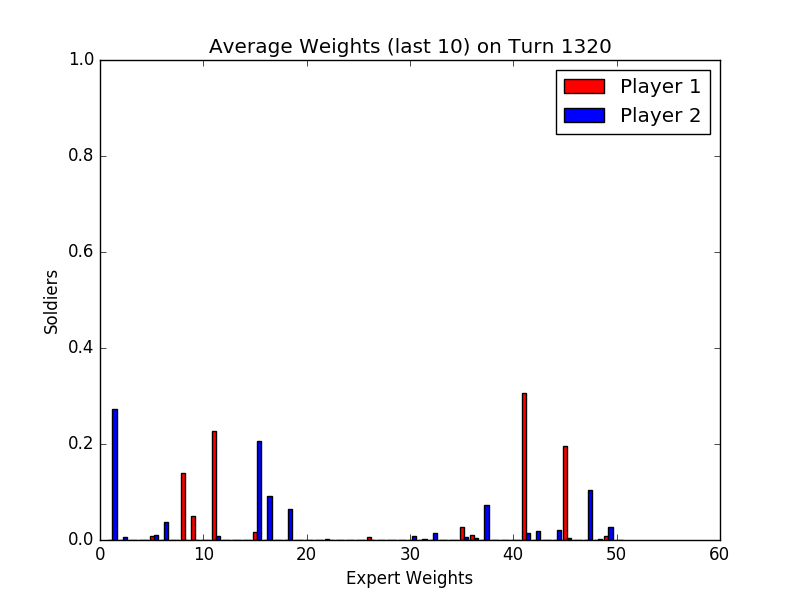 Average Weights (last 10) on Turn 1320
1.0
0.8
0.6
0.4
0.2
0.0
Soldiers
Player 1
Player 2
0 10 20 30 40 50 60
Expert Weights